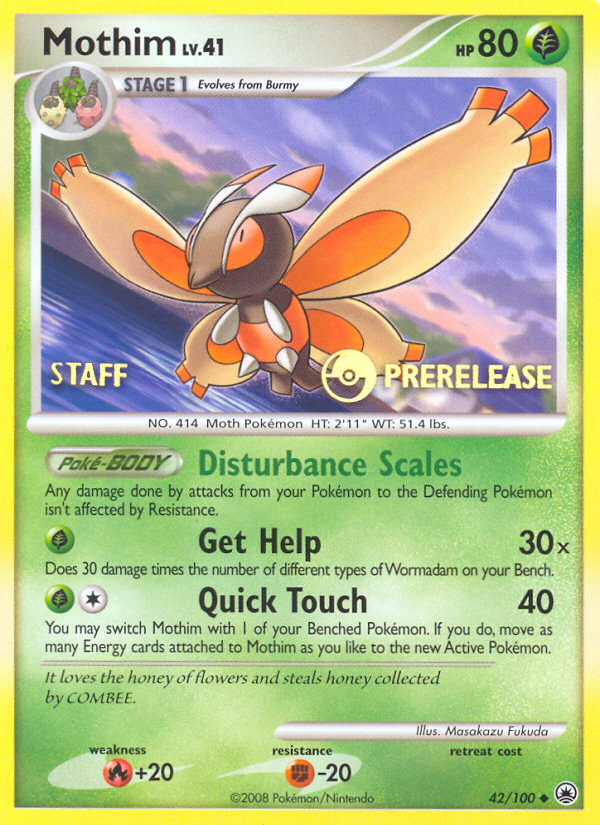 Mothim LV.41
HP 80
STAGE 1 Evolves from Burmy
STAFF
PRERELEASE
NO. 414 Moth Pokémon HT: 2'11" WT: 51.4 lbs.
Poké-BODY Disturbance Scales
Any damage done by attacks from your Pokémon to the Defending Pokémon
isn't affected by Resistance.
Get Help 30x
Does 30 damage times the number of different types of Wormadam on your Bench.
Quick Touch 40
You may switch Mothim with 1 of your Benched Pokémon. If you do, move as
many Energy cards attached to Mothim as you like to the new Active Pokémon.
It loves the honey of flowers and steals honey collected
by COMBEE.
Illus. Masakazu Fukuda
weakness resistance retreat cost
+20 -20
©2008 Pokémon/Nintendo 42/100